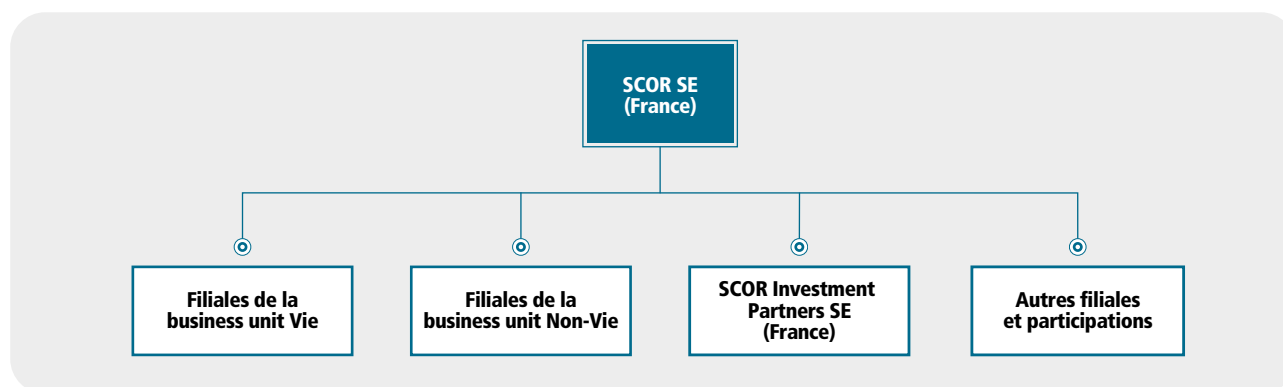 SCOR SE
(France)
Filiales de la
business unit Vie
Filiales de la
business unit Non-Vie
SCOR Investment
Partners SE
(France)
Autres filiales
et participations